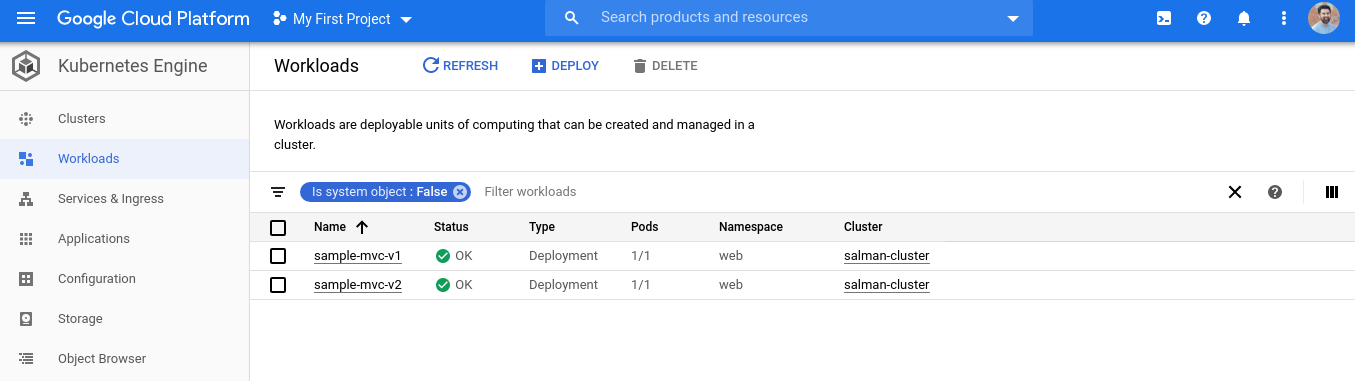 Google Cloud Platform My First Project Search products and resources
Kubernetes Engine
Workloads REFRESH DEPLOY DELETE
Clusters
Workloads
Services & Ingress
Applications
Configuration
Storage
Object Browser
Workloads are deployable units of computing that can be created and managed in a
cluster.
Is system object : False Filter workloads
Name Status Type Pods Namespace Cluster
sample-mvc-v1 OK Deployment 1/1 web salman-cluster
sample-mvc-v2 OK Deployment 1/1 web salman-cluster